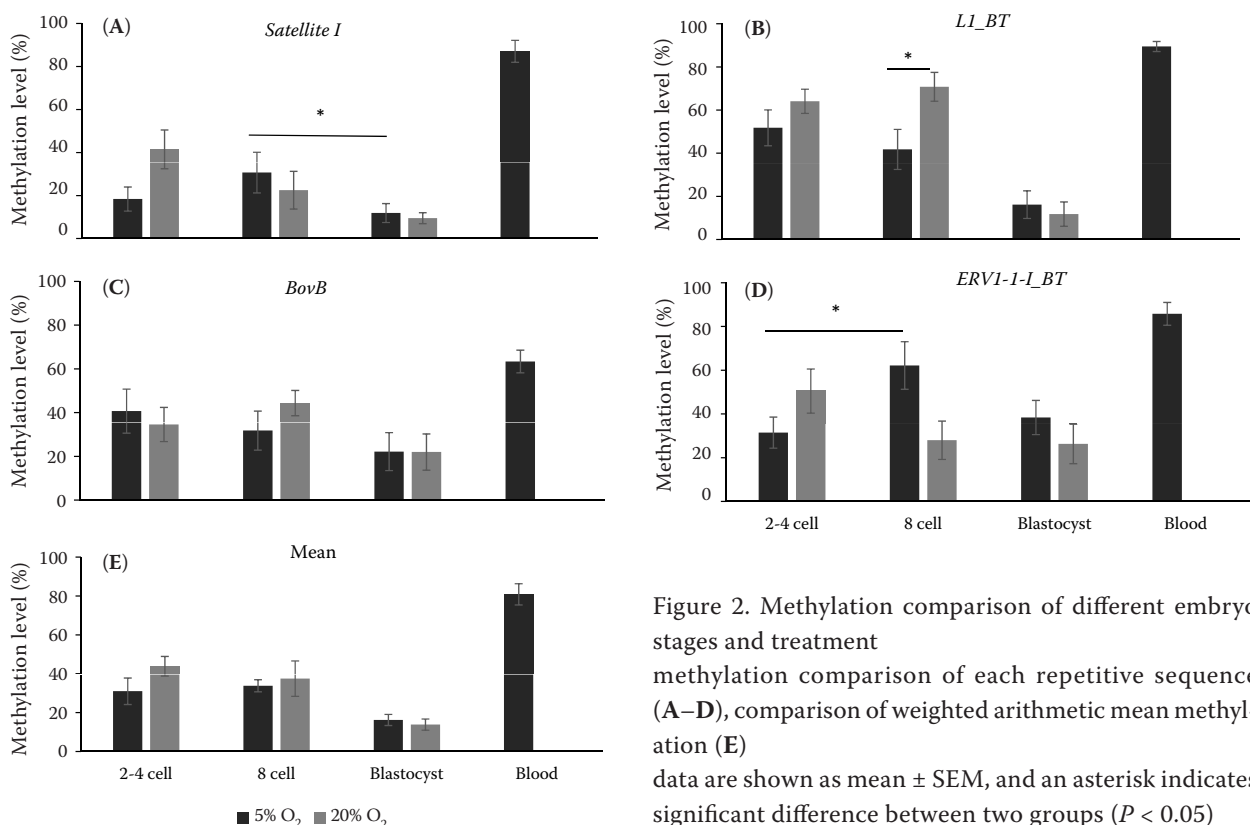 (A)
Satellite I
Methylation level (%)
100
80
60
40
20
0
*
(B)
L1_BT
Methylation level (%)
100
80
60
40
20
0
*
(C)
BovB
Methylation level (%)
100
80
60
40
20
0
(D)
ERV1-1-I_BT
Methylation level (%)
100
80
60
40
20
0
*
2-4 cell 8 cell Blastocyst Blood
(E)
Mean
Methylation level (%)
100
80
60
40
20
0
2-4 cell 8 cell Blastocyst Blood
5% O₂ 20% O₂
Figure 2. Methylation comparison of different embryo
stages and treatment
methylation comparison of each repetitive sequence
(A–D), comparison of weighted arithmetic mean methyl-
ation (E)
data are shown as mean ± SEM, and an asterisk indicates
significant difference between two groups (P < 0.05)